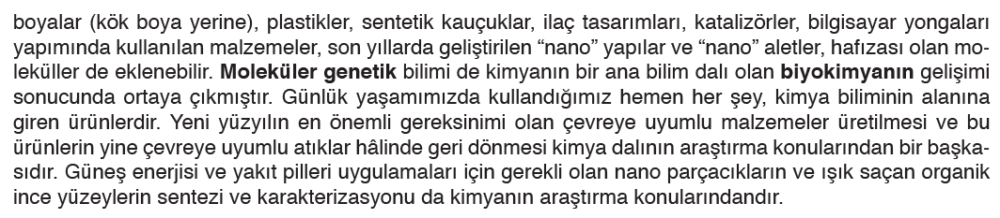 boyalar (kök boya yerine), plastikler, sentetik kauçuklar, ilaç tasarımları, katalizörler, bilgisayar yongaları
yapımında kullanılan malzemeler, son yıllarda geliştirilen “nano” yapılar ve “nano” aletler, hafızası olan mo-
leküller de eklenebilir. Moleküler genetik bilimi de kimyanın bir ana bilim dalı olan biyokimyanın gelişimi
sonucunda ortaya çıkmıştır. Günlük yaşamımızda kullandığımız hemen her şey, kimya biliminin alanına
giren ürünlerdir. Yeni yüzyılın en önemli gereksinimi olan çevreye uyumlu malzemeler üretilmesi ve bu
ürünlerin yine çevreye uyumlu atıklar hâlinde geri dönmesi kimya dalının araştırma konularından bir başka-
sıdır. Güneş enerjisi ve yakıt pilleri uygulamaları için gerekli olan nano parçacıkların ve ışık saçan organik
ince yüzeylerin sentezi ve karakterizasyonu da kimyanın araştırma konularındandır.